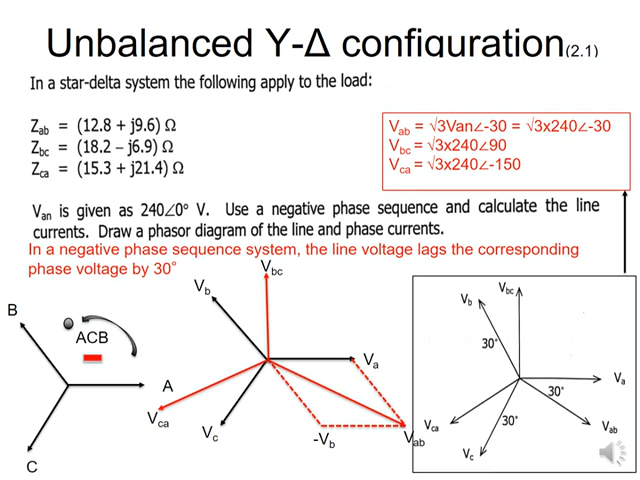 Unbalanced Y-Δ configuration(2.1)
In a star-delta system the following apply to the load:
Zab = (12.8 + j9.6) Ω
Zbc = (18.2 – j6.9) Ω
Zca = (15.3 + j21.4) Ω
Vab = √3Van∠-30 = √3x240∠-30
Vbc = √3x240∠90
Vca = √3x240∠-150
Van is given as 240∠0° V. Use a negative phase sequence and calculate the line
currents. Draw a phasor diagram of the line and phase currents.
In a negative phase sequence system, the line voltage lags the corresponding
phase voltage by 30°
B
ACB
A
C
Vbc
Vb
Va
Vca
Vc
-Vb
Vab
Vbc
Vb
30°
Va
30°
Vca
30°
Vab
Vc